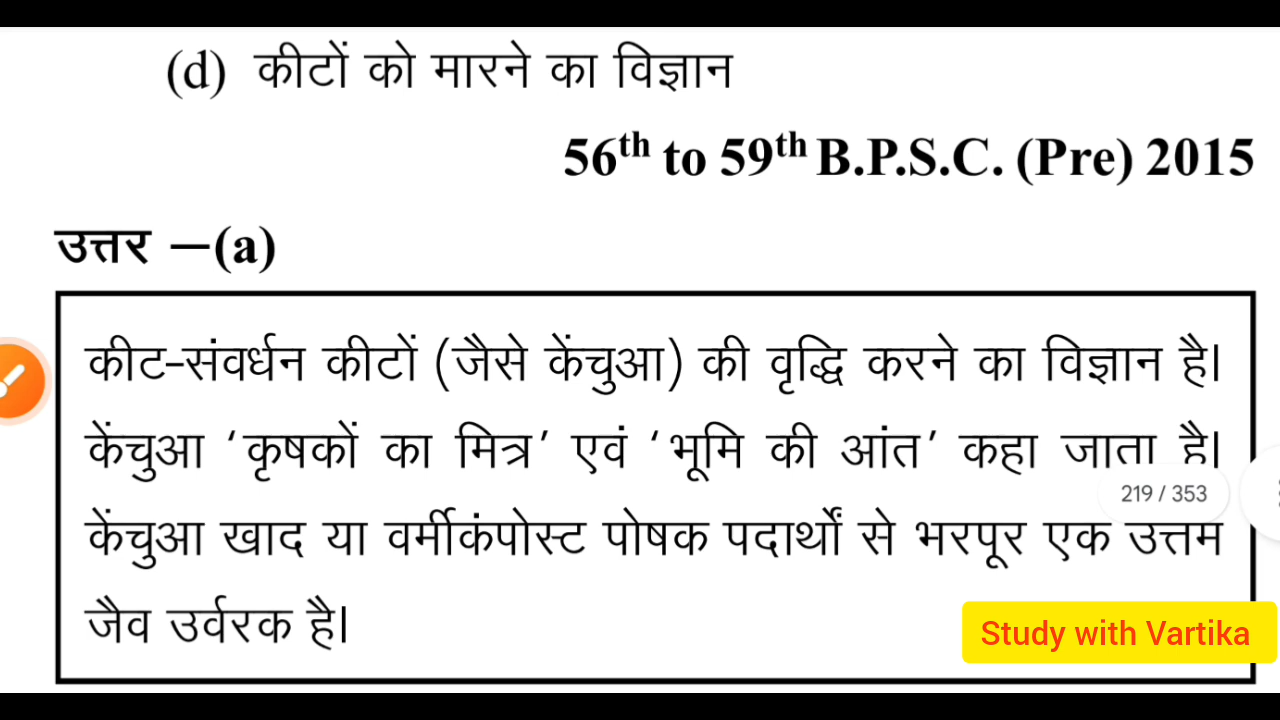 (d) कीटों को मारने का विज्ञान
56th to 59th B.P.S.C. (Pre) 2015
उत्तर –(a)
कीट-संवर्धन कीटों (जैसे केंचुआ) की वृद्धि करने का विज्ञान है।
केंचुआ ‘कृषकों का मित्र’ एवं ‘भूमि की आंत’ कहा जाता है।
219 / 353
केंचुआ खाद या वर्मीकंपोस्ट पोषक पदार्थों से भरपूर एक उत्तम
जैव उर्वरक है।
Study with Vartika